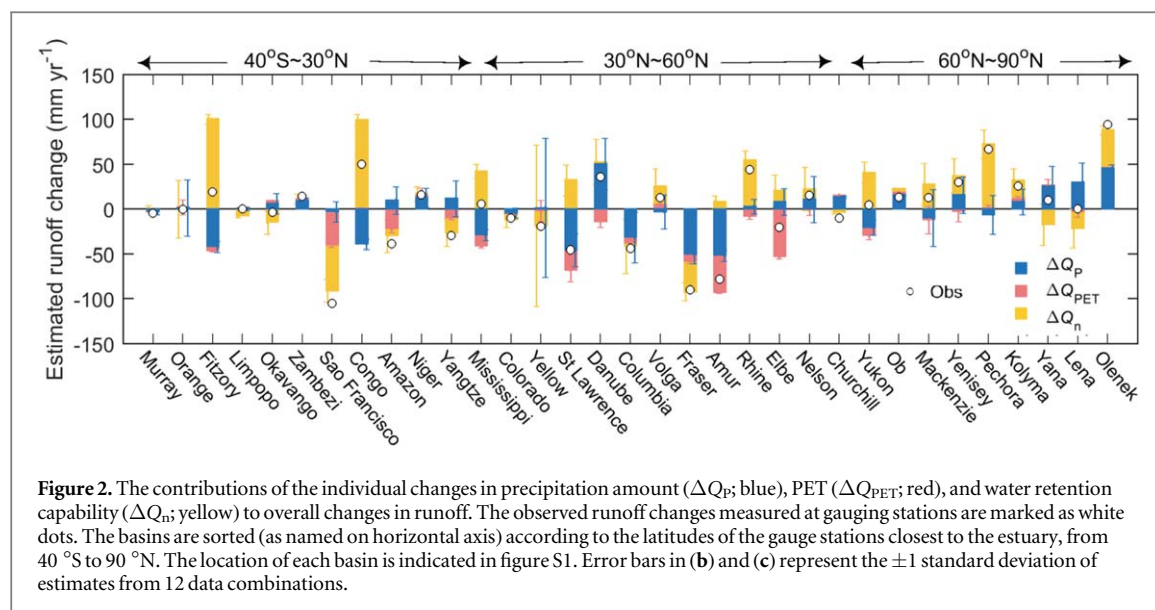 40°S~30°N 30°N~60°N 60°N~90°N
Estimated runoff change (mm yr⁻¹)
150
100
50
0
-50
-100
-150
ΔQP
ΔQPET
ΔQn
Obs
Murray
Orange
Fitzory
Limpopo
Okavango
Zambezi
Sao Francisco
Congo
Amazon
Niger
Yangtze
Mississippi
Colorado
Yellow
St Lawrence
Danube
Columbia
Volga
Fraser
Amur
Rhine
Elbe
Nelson
Churchill
Yukon
Ob
Mackenzie
Yenisey
Pechora
Kolyma
Yana
Lena
Olenek
Figure 2. The contributions of the individual changes in precipitation amount (ΔQP; blue), PET (ΔQPET; red), and water retention
capability (ΔQn; yellow) to overall changes in runoff. The observed runoff changes measured at gauging stations are marked as white
dots. The basins are sorted (as named on horizontal axis) according to the latitudes of the gauge stations closest to the estuary, from
40 °S to 90 °N. The location of each basin is indicated in figure S1. Error bars in (b) and (c) represent the ±1 standard deviation of
estimates from 12 data combinations.